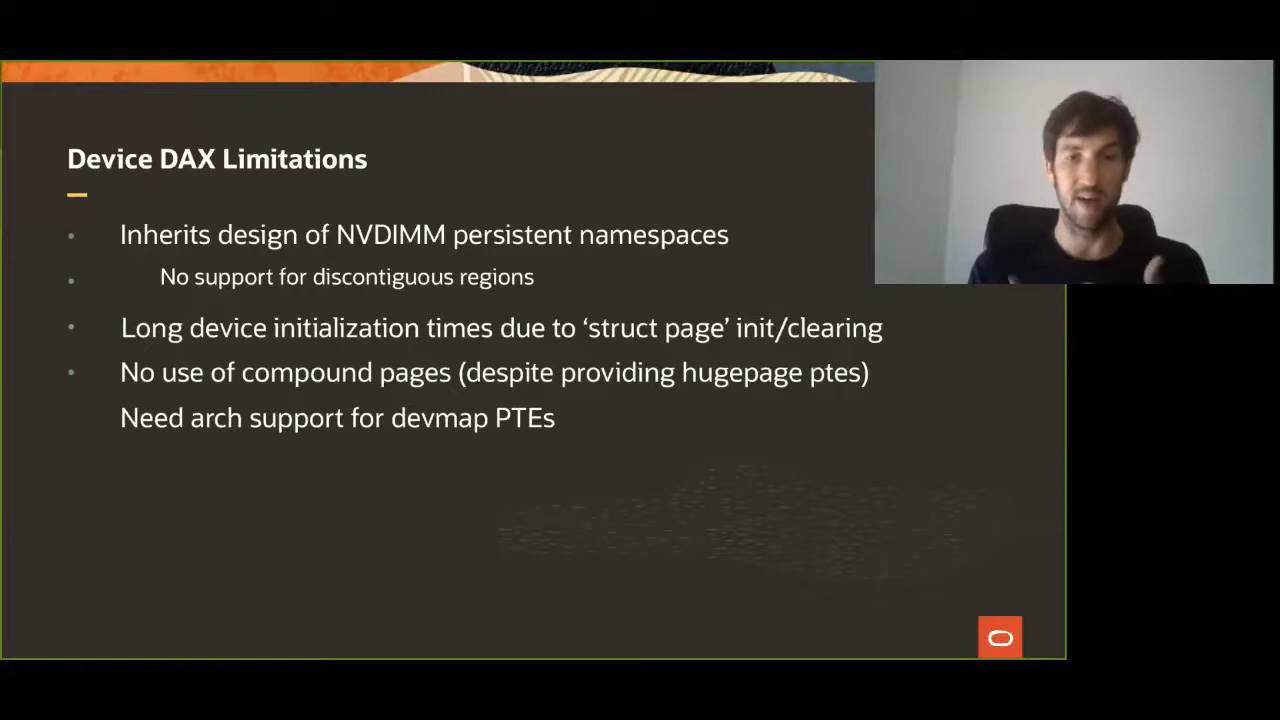 Device DAX Limitations
Inherits design of NVDIMM persistent namespaces
No support for discontiguous regions
Long device initialization times due to ‘struct page’ init/clearing
No use of compound pages (despite providing hugepage ptes)
Need arch support for devmap PTEs